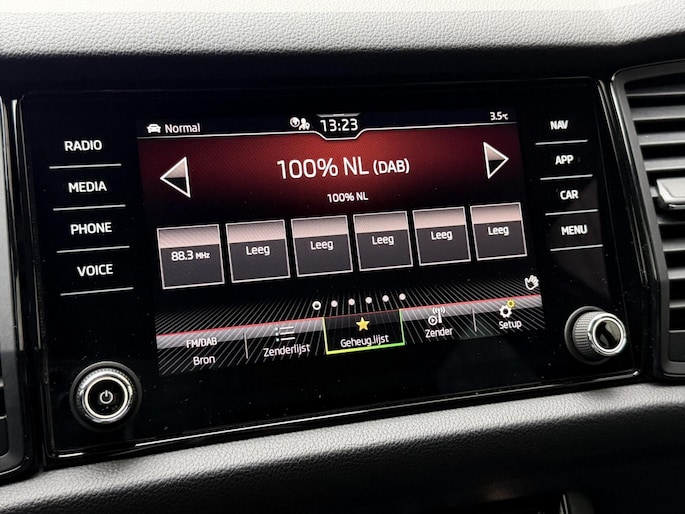 Normal
13:23
3.5°C
RADIO
MEDIA
PHONE
VOICE
NAV
APP
CAR
MENU
100% NL (DAB)
100% NL
88.3 MHz
Leeg
Leeg
Leeg
Leeg
Leeg
FM/DAB
Bron
Zenderlijst
Geheug.lijst
Zender
Setup